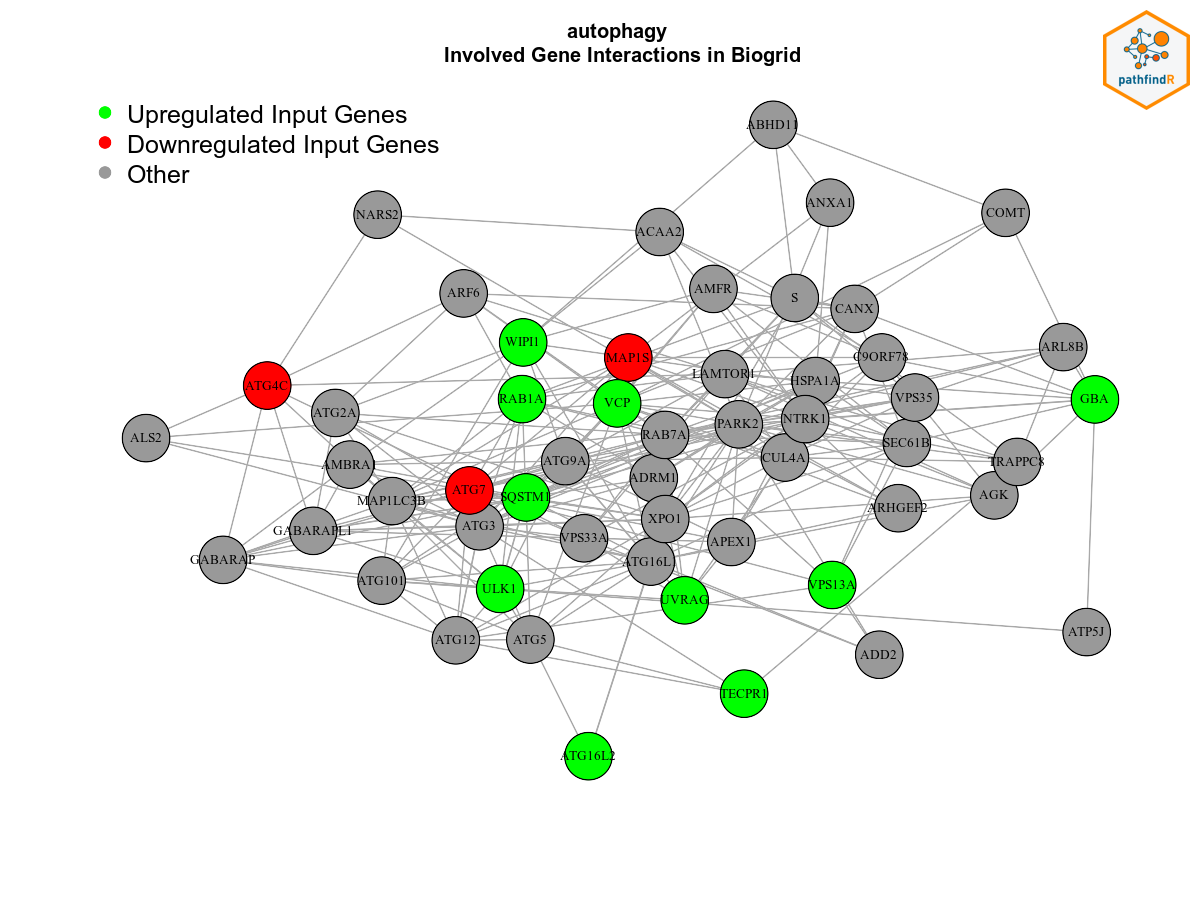 autophagy
Involved Gene Interactions in Biogrid
pathfindR
Upregulated Input Genes
Downregulated Input Genes
Other
ABHD11
ANXA1
NARS2
COMT
ACAA2
ARF6
AMFR
S
CANX
WIPI1
MAP1S
C9ORF78
ARL8B
ATG4C
LAMTOR1
HSPA1A
RAB1A
VCP
VPS35
GBA
ATG2A
NTRK1
PARK2
ALS2
RAB7A
SEC61B
AMBRA1
ATG9A
CUL4A
TRAPPC8
ADRM1
ATG7
SQSTM1
AGK
MAP1LC3B
ARHGEF2
XPO1
ATG3
GABARAPL1
VPS33A
APEX1
GABARAP
ATG16L
ATG101
ULK1
VPS13A
UVRAG
ATP5J
ATG12
ATG5
ADD2
TECPR1
ATG16L2